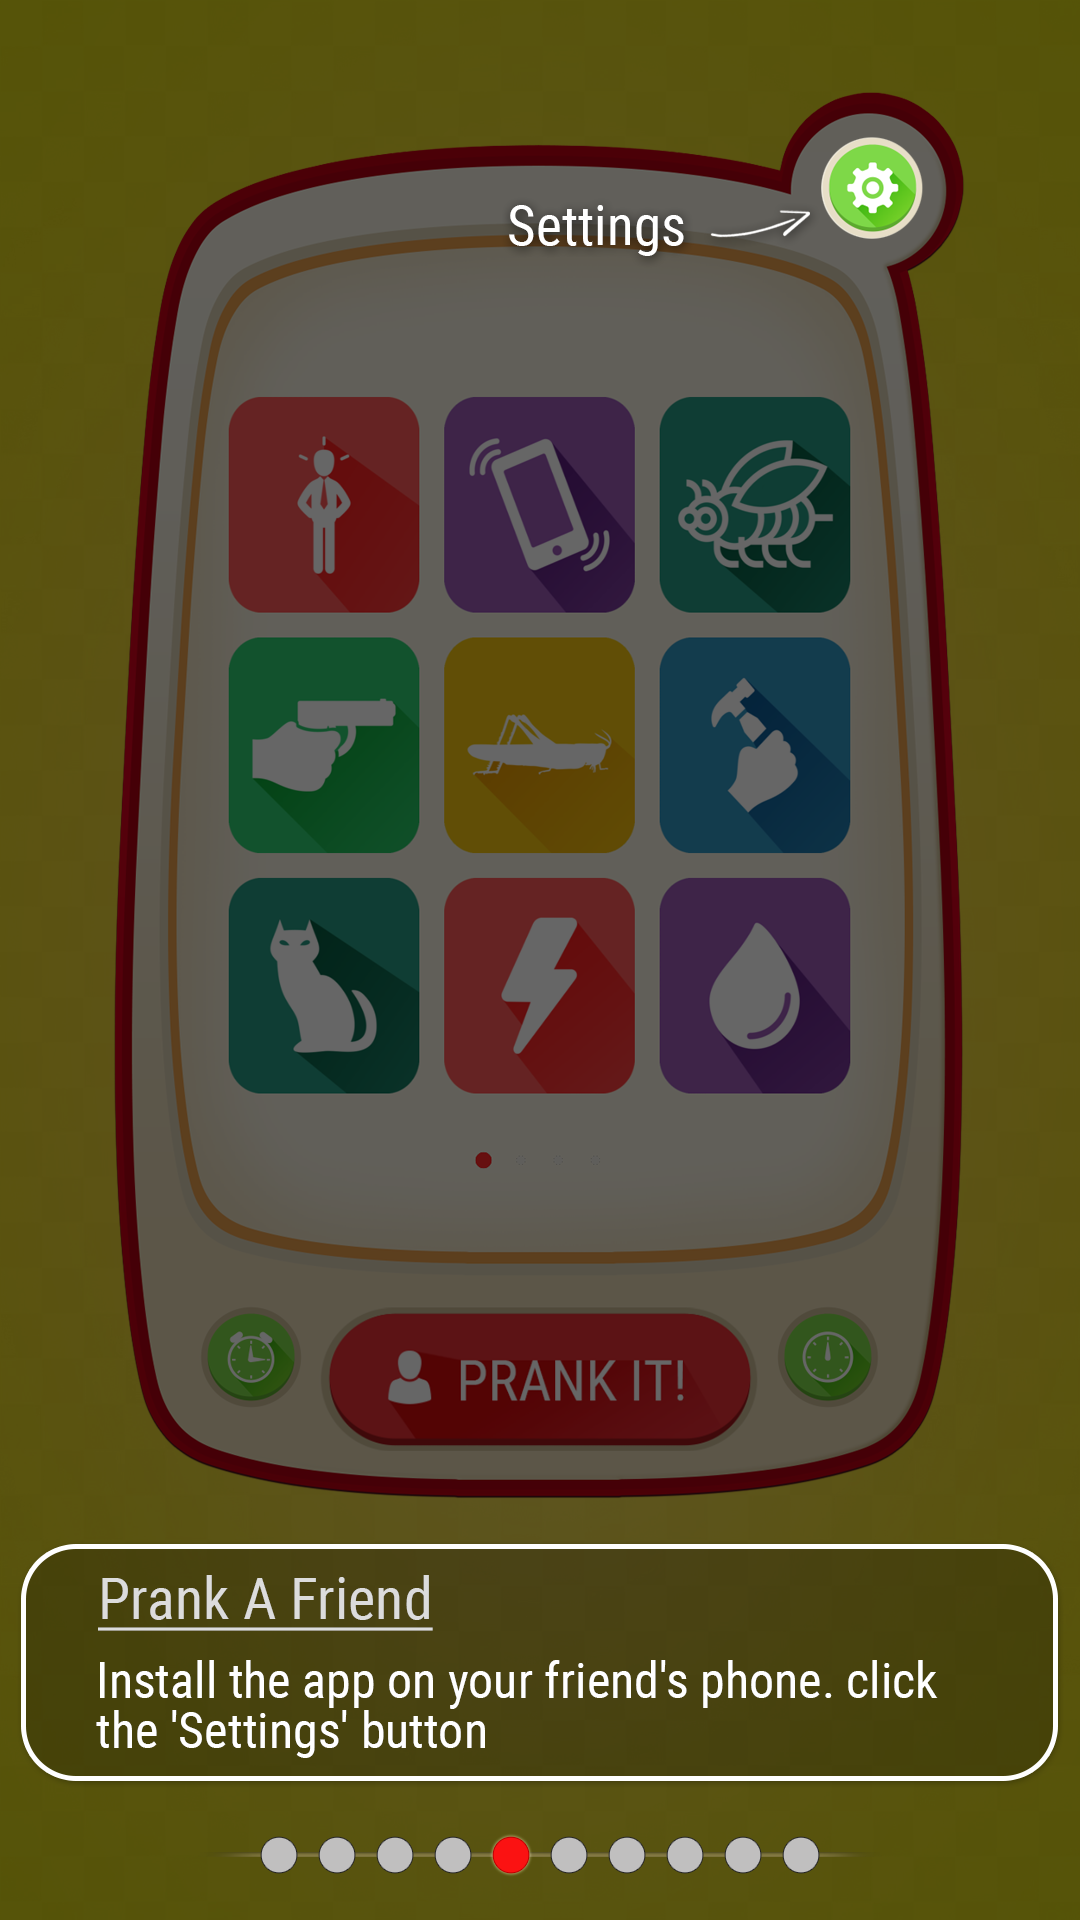 Settings
PRANK IT!
Prank A Friend
Install the app on your friend's phone. click
the 'Settings' button